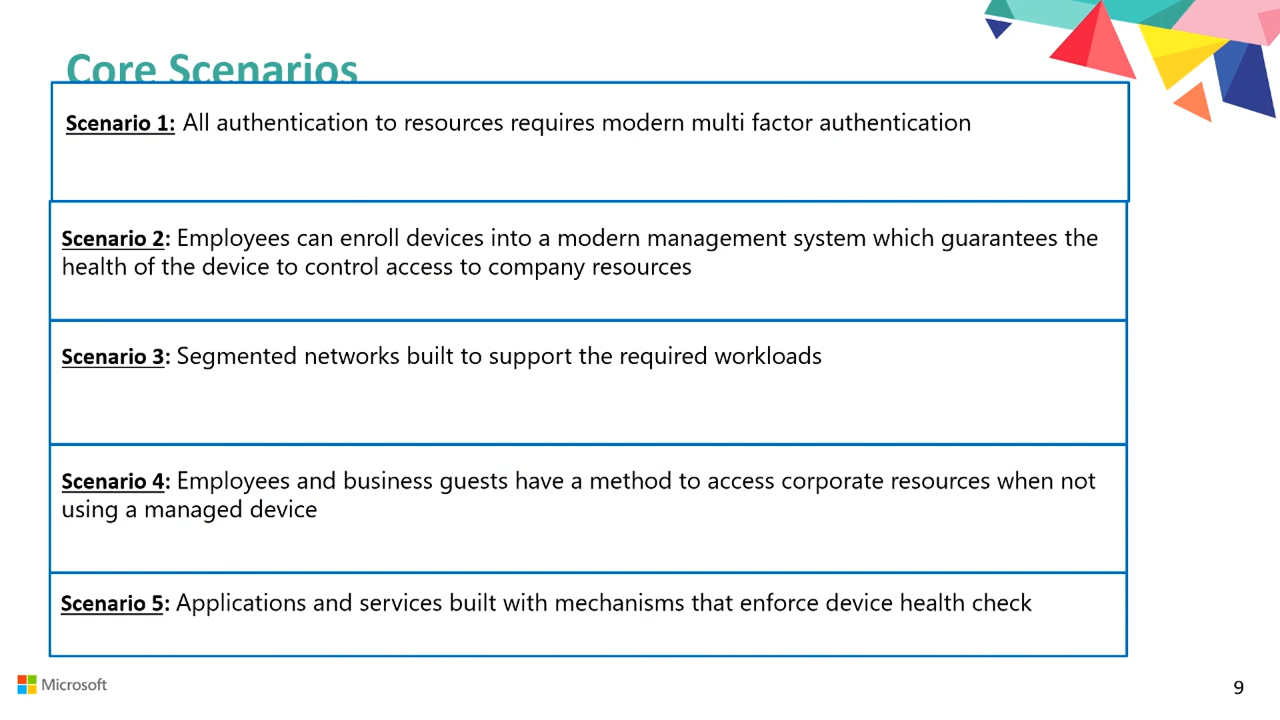 Core Scenarios
Scenario 1: All authentication to resources requires modern multi factor authentication
Scenario 2: Employees can enroll devices into a modern management system which guarantees the
health of the device to control access to company resources
Scenario 3: Segmented networks built to support the required workloads
Scenario 4: Employees and business guests have a method to access corporate resources when not
using a managed device
Scenario 5: Applications and services built with mechanisms that enforce device health check
Microsoft
9